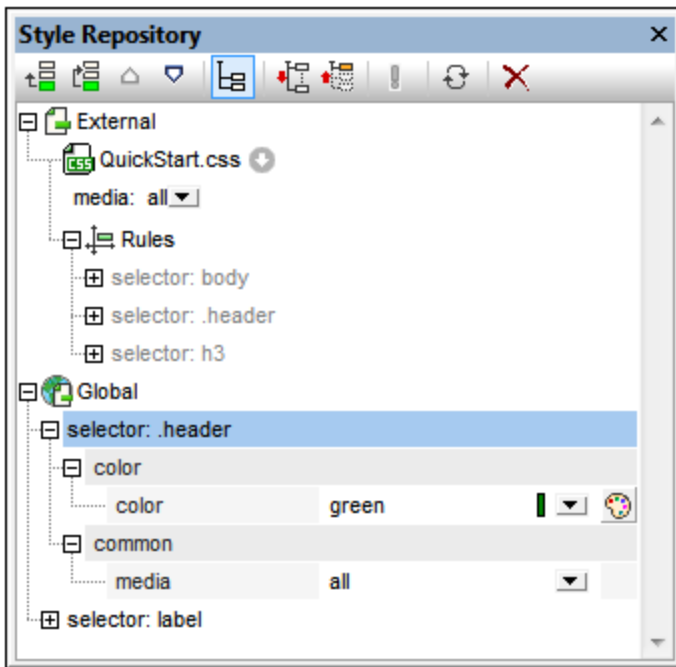 Style Repository
External
QuickStart.css
media: all
Rules
selector: body
selector: .header
selector: h3
Global
selector: .header
color
color green
common
media all
selector: label